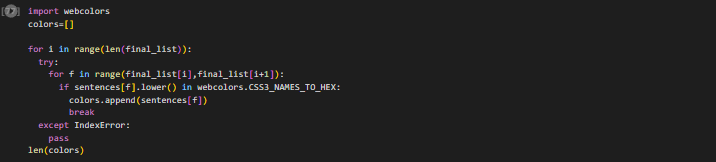 import webcolors
colors=[]
for i in range(len(final_list)):
  try:
    for f in range(final_list[i],final_list[i+1]):
      if sentences[f].lower() in webcolors.CSS3_NAMES_TO_HEX:
        colors.append(sentences[f])
        break
  except IndexError:
    pass
len(colors)